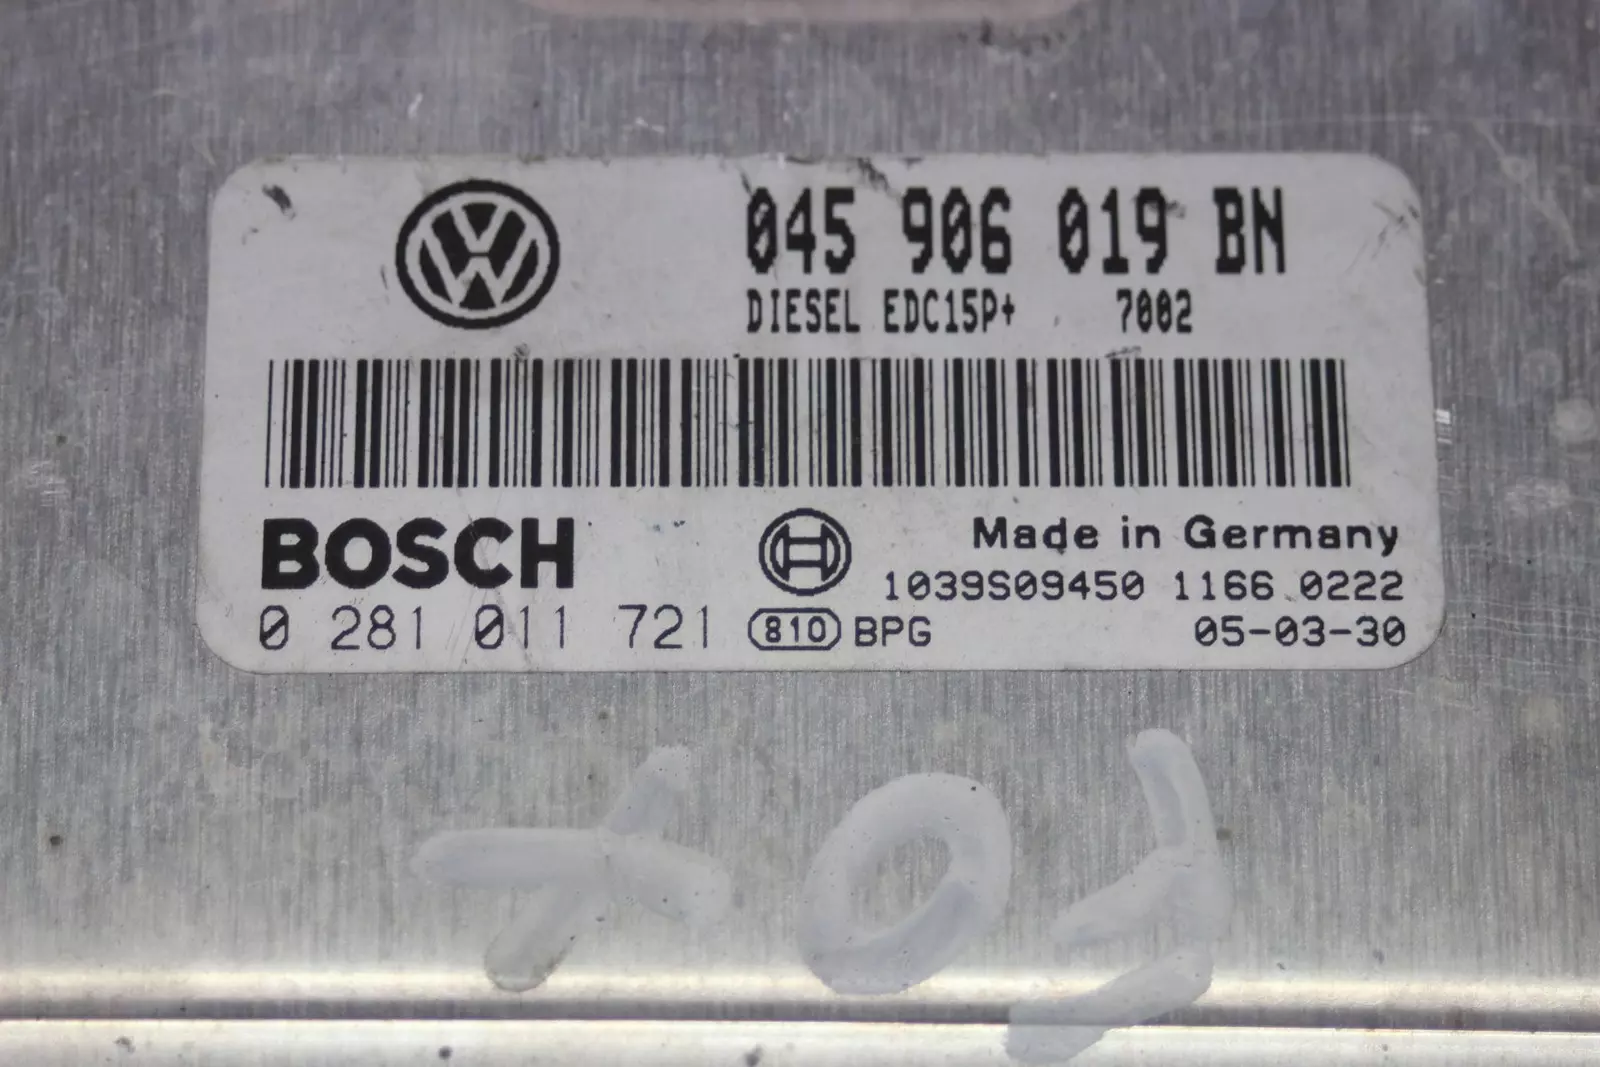 045 906 019 BN
DIESEL EDC15P+ 7002
BOSCH
Made in Germany
1039S09450 1166 0222
0 281 011 721 810 BPG 05-03-30